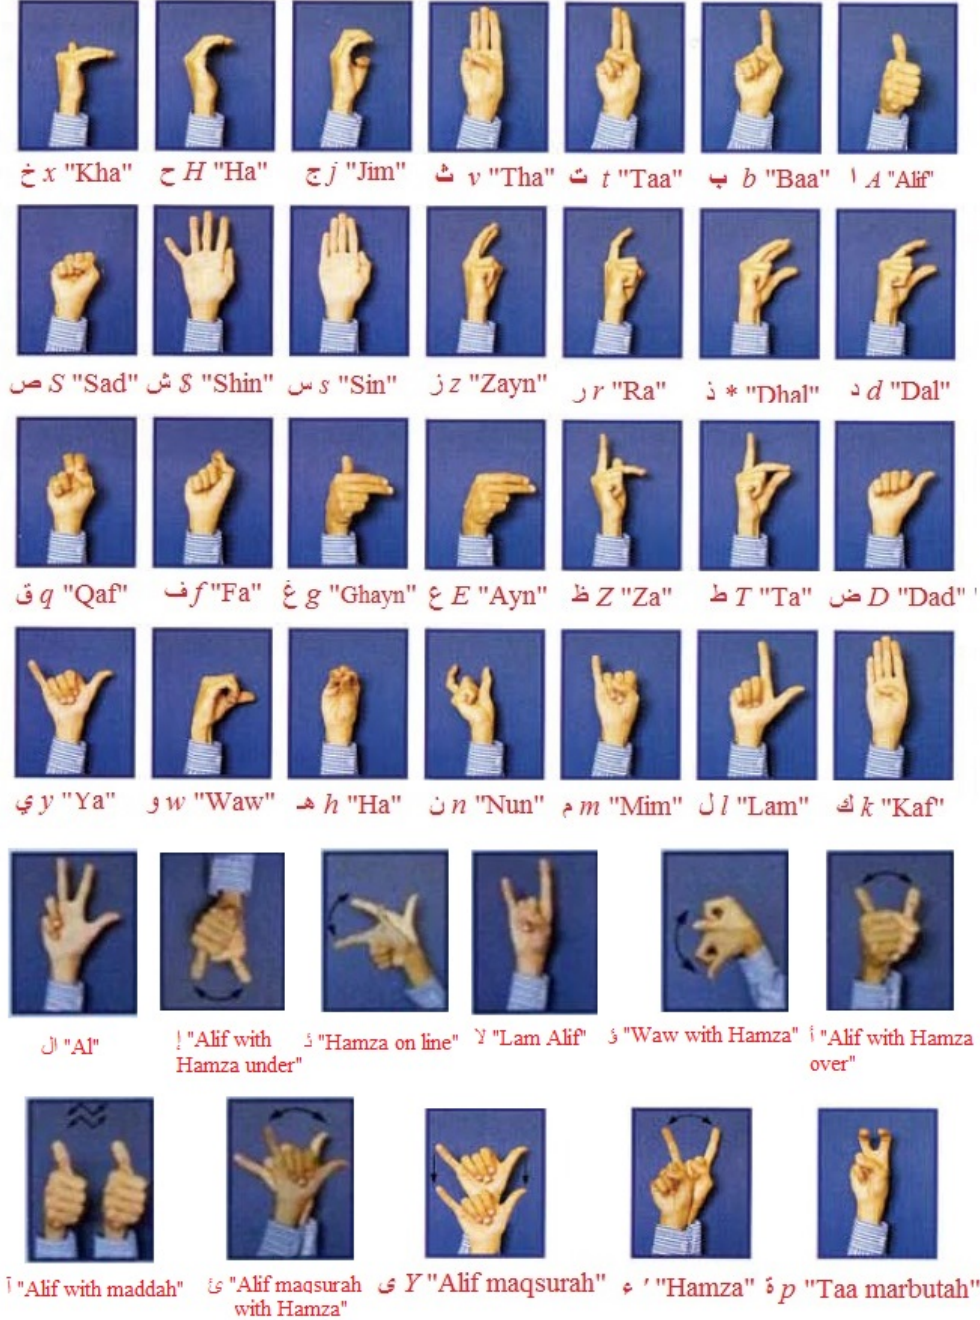 خ x "Kha" ح H "Ha" ج j "Jim" ث v "Tha" ت t "Taa" ب b "Baa" ا A "Alif"
ص S "Sad" ش $ "Shin" س s "Sin" ز z "Zayn" ر r "Ra" ذ * "Dhal" د d "Dal"
ق q "Qaf" ف f "Fa" غ g "Ghayn" ع E "Ayn" ظ Z "Za" ط T "Ta" ض D "Dad" '
ي y "Ya" و w "Waw" هـ h "Ha" ن n "Nun" م m "Mim" ل l "Lam" ك k "Kaf"
ال "Al"
إ "Alif with
Hamza under"
"Hamza on line"
لا "Lam Alif"
ؤ "Waw with Hamza"
أ "Alif with Hamza
over"
آ "Alif with maddah"
ئ "Alif maqsurah
with Hamza"
ى Y "Alif maqsurah"
ء ' "Hamza"
ة p "Taa marbutah"